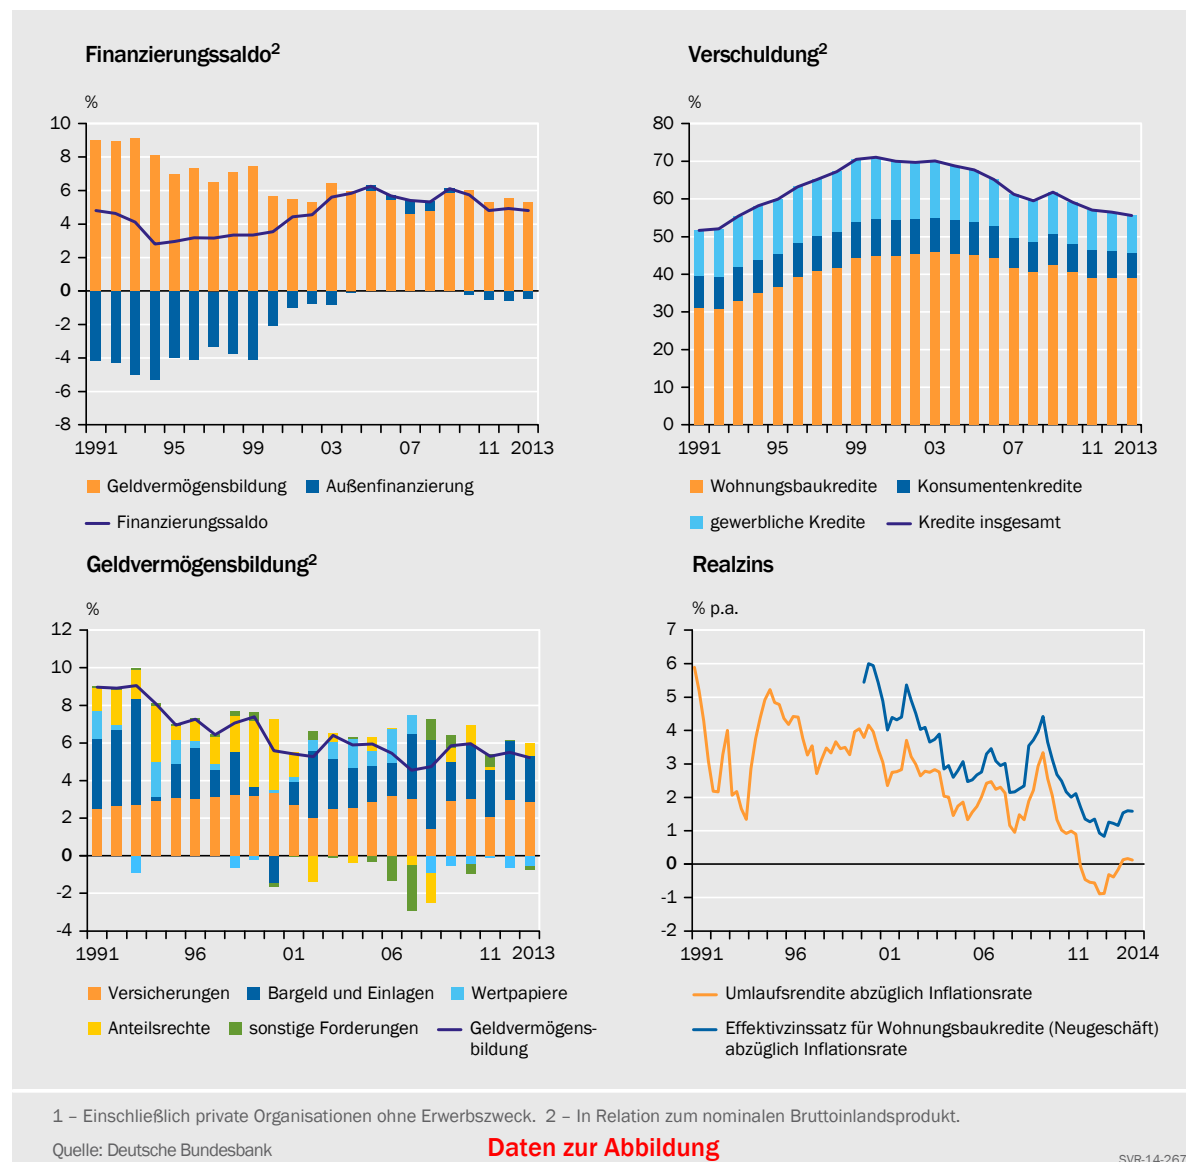 Finanzierungssaldo2
%
10
8
6
4
2
0
-2
-4
-6
-8
1991 95 99 03 07 11 2013
Geldvermögensbildung Außenfinanzierung
Finanzierungssaldo
Verschuldung2
%
80
70
60
50
40
30
20
10
0
1991 95 99 03 07 11 2013
Wohnungsbaukredite Konsumentenkredite
gewerbliche Kredite Kredite insgesamt
Geldvermögensbildung2
%
12
10
8
6
4
2
0
-2
-4
1991 96 01 06 11 2013
Versicherungen Bargeld und Einlagen Wertpapiere
Anteilsrechte sonstige Forderungen Geldvermögens-
bildung
Realzins
% p.a.
7
6
5
4
3
2
1
0
-1
-2
1991 96 01 06 11 2014
Umlaufsrendite abzüglich Inflationsrate
Effektivzinssatz für Wohnungsbaukredite (Neugeschäft)
abzüglich Inflationsrate
1 – Einschließlich private Organisationen ohne Erwerbszweck. 2 – In Relation zum nominalen Bruttoinlandsprodukt.
Quelle: Deutsche Bundesbank
Daten zur Abbildung
SVR-14-267